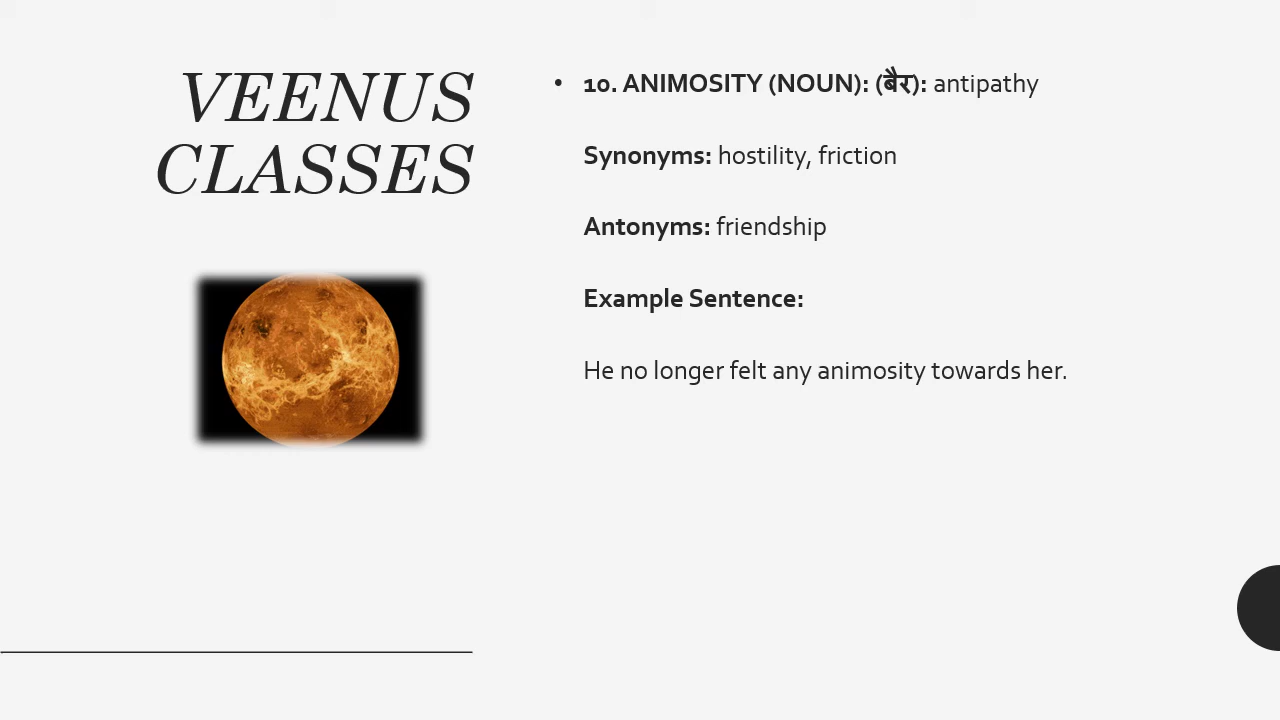 VEENUS
CLASSES
• 10. ANIMOSITY (NOUN): (बैर): antipathy
Synonyms: hostility, friction
Antonyms: friendship
Example Sentence:
He no longer felt any animosity towards her.